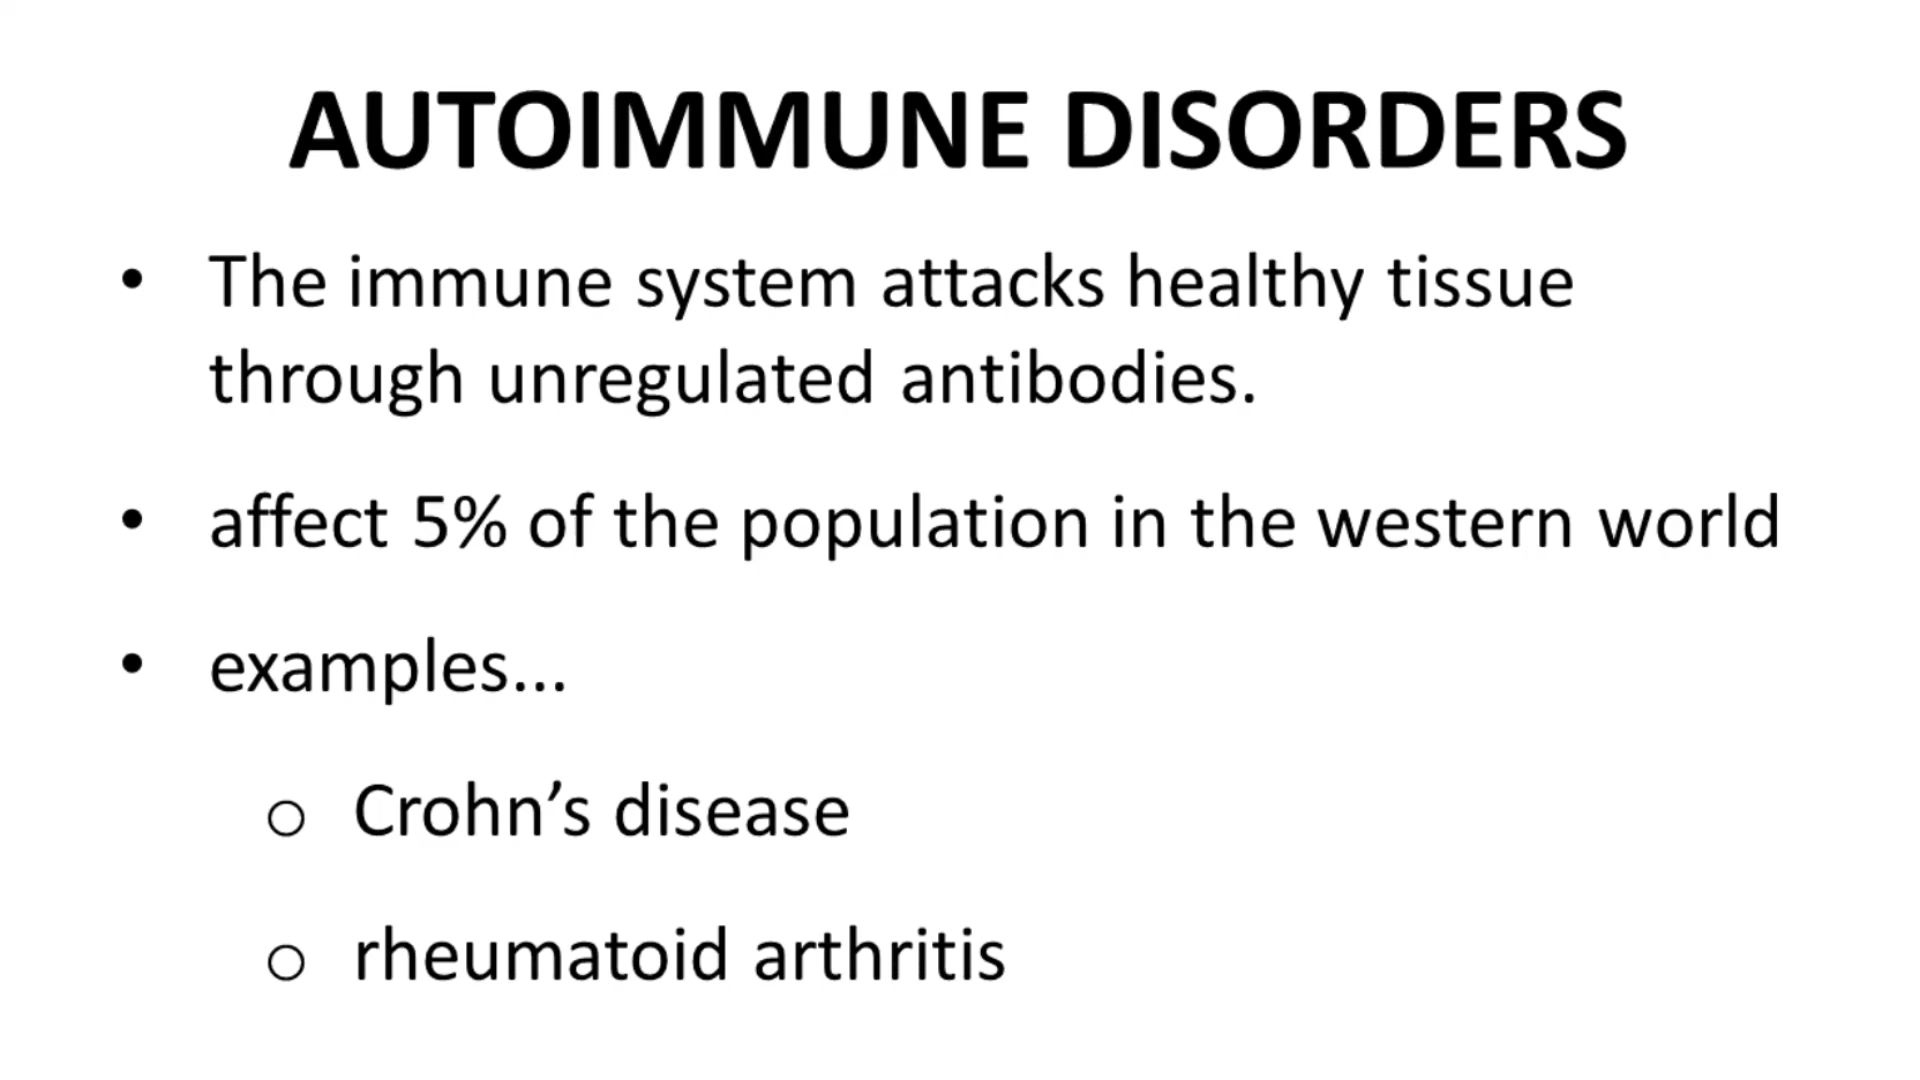 AUTOIMMUNE DISORDERS
• The immune system attacks healthy tissue
through unregulated antibodies.
• affect 5% of the population in the western world
• examples...
o Crohn’s disease
o rheumatoid arthritis